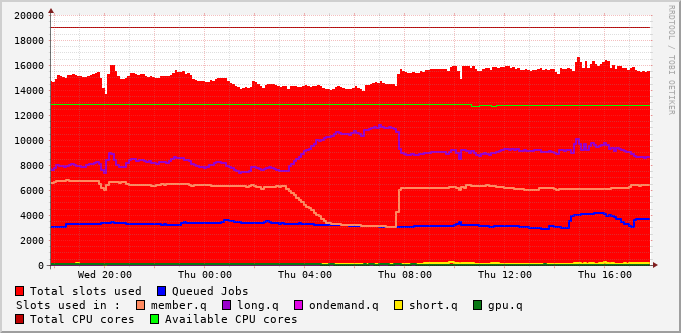 20000
18000
16000
14000
12000
10000
8000
6000
4000
2000
0
Wed 20:00 Thu 00:00 Thu 04:00 Thu 08:00 Thu 12:00 Thu 16:00
Total slots used Queued Jobs
Slots used in : member.q long.q ondemand.q short.q gpu.q
Total CPU cores Available CPU cores
RRDTOOL / TOBI OETIKER